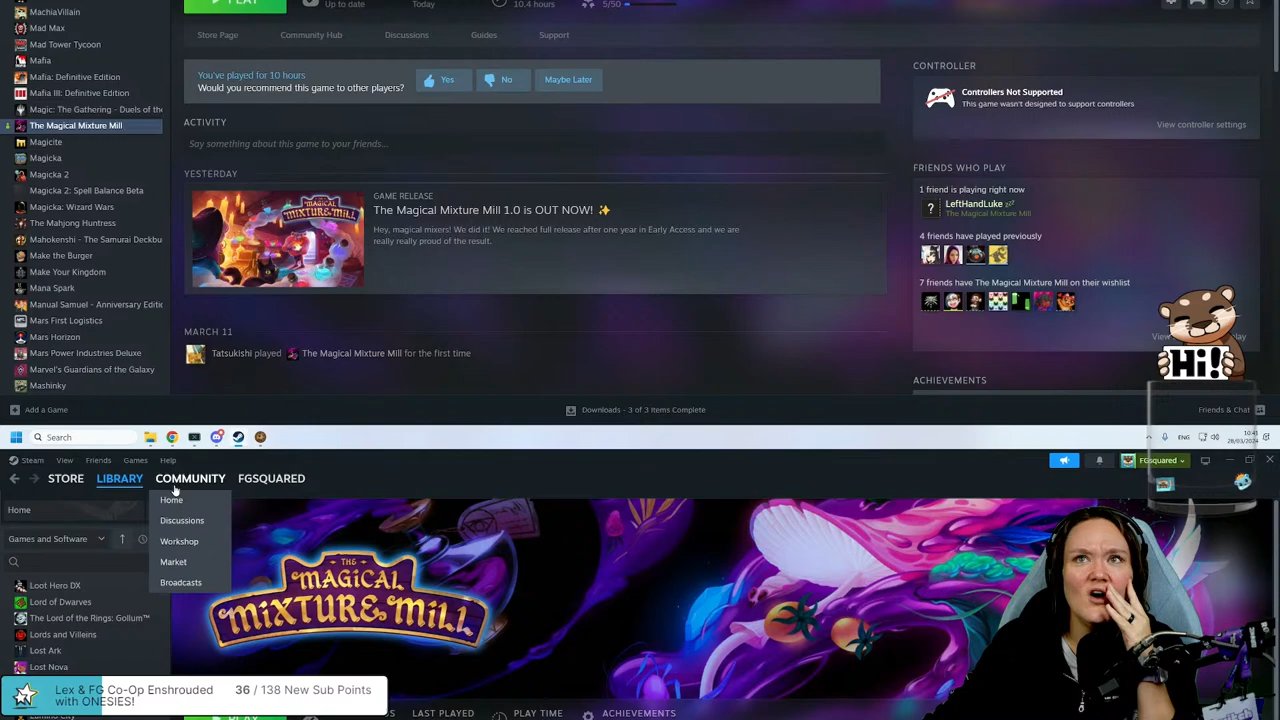 MachiaVillain
Mad Max
Mad Tower Tycoon
Mafia
Mafia: Definitive Edition
Mafia III: Definitive Edition
Magic: The Gathering - Duels of the
The Magical Mixture Mill
Magicite
Magicka
Magicka 2
Magicka 2: Spell Balance Beta
Magicka: Wizard Wars
The Mahjong Huntress
Mahokenshi - The Samurai Deckbu
Make the Burger
Make Your Kingdom
Mana Spark
Manual Samuel - Anniversary Editic
Mars First Logistics
Mars Horizon
Mars Power Industries Deluxe
Marvel's Guardians of the Galaxy
Mashinky
PLAY
Up to date
Today
10.4 hours
5/50
Store Page
Community Hub
Discussions
Guides
Support
You've played for 10 hours
Would you recommend this game to other players?
Yes
No
Maybe Later
ACTIVITY
Say something about this game to your friends...
YESTERDAY
THE MAGICAL MIXTURE MILL
GAME RELEASE
The Magical Mixture Mill 1.0 is OUT NOW! ✨
Hey, magical mixers! We did it! We reached full release after one year in Early Access and we are
really really proud of the result.
MARCH 11
Tatsukishi played The Magical Mixture Mill for the first time
CONTROLLER
Controllers Not Supported
This game wasn't designed to support controllers
View controller settings
FRIENDS WHO PLAY
1 friend is playing right now
LeftHandLuke zzz
The Magical Mixture Mill
4 friends have played previously
7 friends have The Magical Mixture Mill on their wishlist
Hi!
ACHIEVEMENTS
Add a Game
Downloads - 3 of 3 Items Complete
Friends & Chat
Search
ENG
10:41
28/03/2024
Steam View Friends Games Help
FGsquared
STORE LIBRARY COMMUNITY FGSQUARED
Home
Discussions
Workshop
Market
Broadcasts
Home
Games and Software
Loot Hero DX
Lord of Dwarves
The Lord of the Rings: Gollum™
Lords and Villeins
Lost Ark
Lost Nova
THE MAGICAL MIXTURE MILL
Lex & FG Co-Op Enshrouded
with ONESIES!
36 / 138 New Sub Points
LAST PLAYED
PLAY TIME
ACHIEVEMENTS